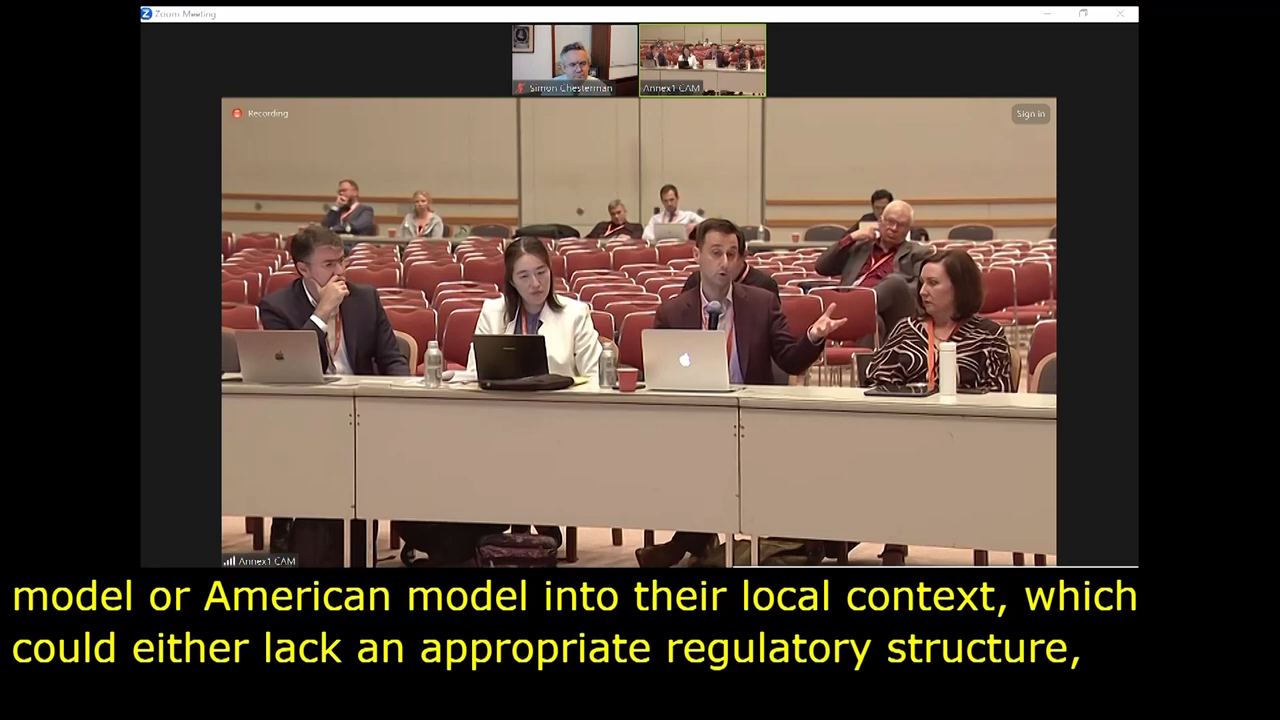 Zoom Meeting
Simon Chesterman
Annex1 CAM
Recording
Sign in
Annex1 CAM
model or American model into their local context, which
could either lack an appropriate regulatory structure,